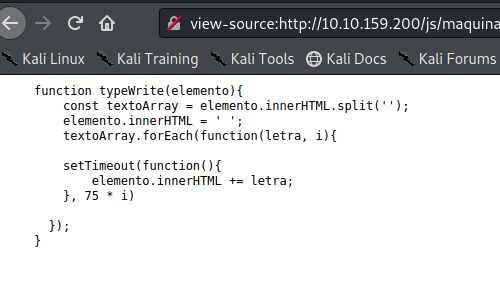 view-source:http://10.10.159.200/js/maquina
Kali Linux Kali Training Kali Tools Kali Docs Kali Forums
function typeWrite(elemento){
    const textoArray = elemento.innerHTML.split('');
    elemento.innerHTML = ' ';
    textoArray.forEach(function(letra, i){
    setTimeout(function(){
        elemento.innerHTML += letra;
    }, 75 * i)
  });
}